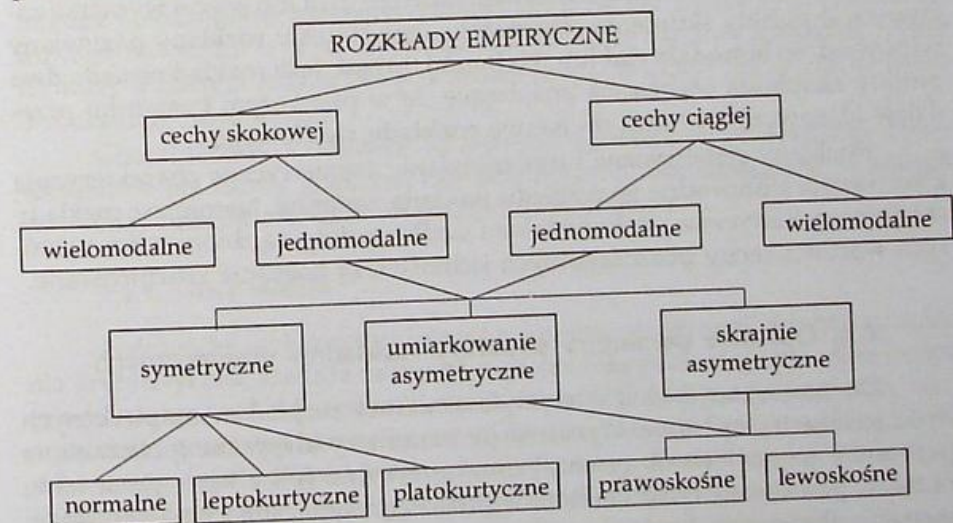 ROZKŁADY EMPIRYCZNE
cechy skokowej
cechy ciągłej
wielomodalne
jednomodalne
jednomodalne
wielomodalne
symetryczne
umiarkowanie
asymetryczne
skrajnie
asymetryczne
normalne
leptokurtyczne
platokurtyczne
prawoskośne
lewoskośne